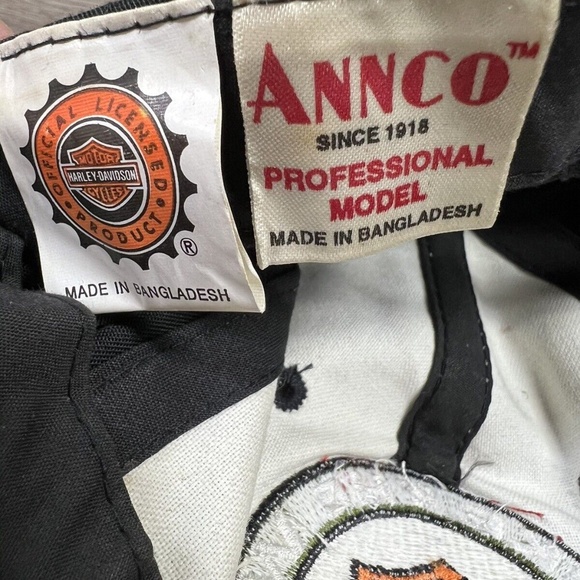 OFFICIAL LICENSED
MOTOR
HARLEY-DAVIDSON
CYCLES
PRODUCT
®
MADE IN BANGLADESH
ANNCO™
SINCE 1918
PROFESSIONAL
MODEL
MADE IN BANGLADESH